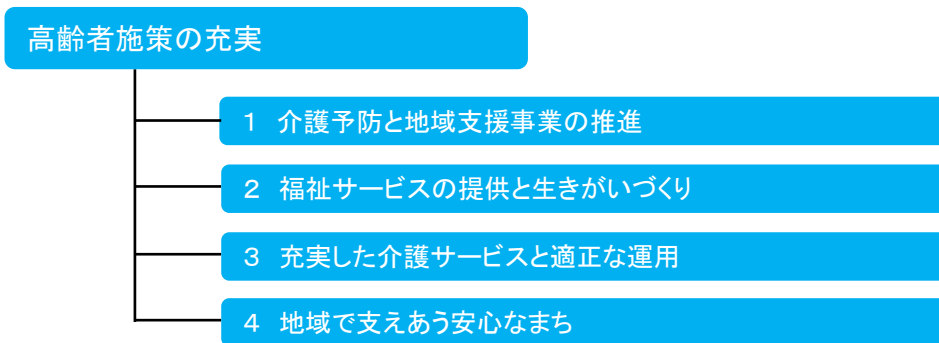 高齢者施策の充実
１　介護予防と地域支援事業の推進
２　福祉サービスの提供と生きがいづくり
３　充実した介護サービスと適正な運用
４　地域で支えあう安心なまち